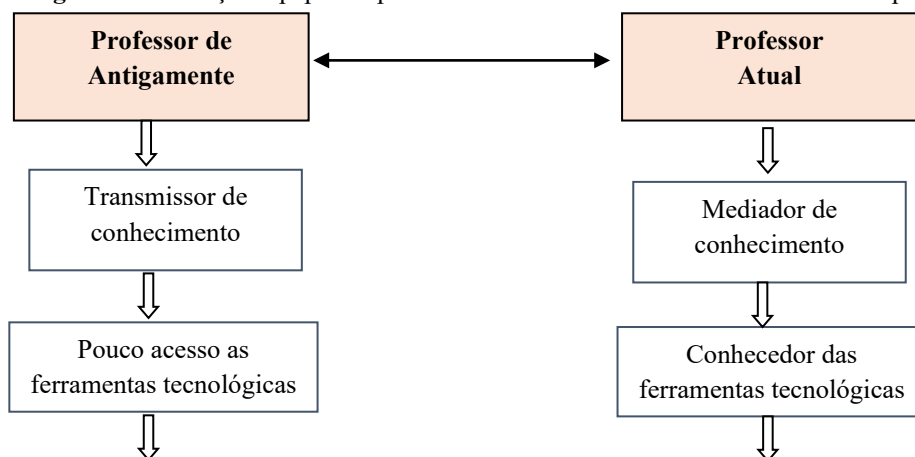 Professor de
Antigamente
Professor
Atual
Transmissor de
conhecimento
Mediador de
conhecimento
Pouco acesso as
ferramentas tecnológicas
Conhecedor das
ferramentas tecnológicas